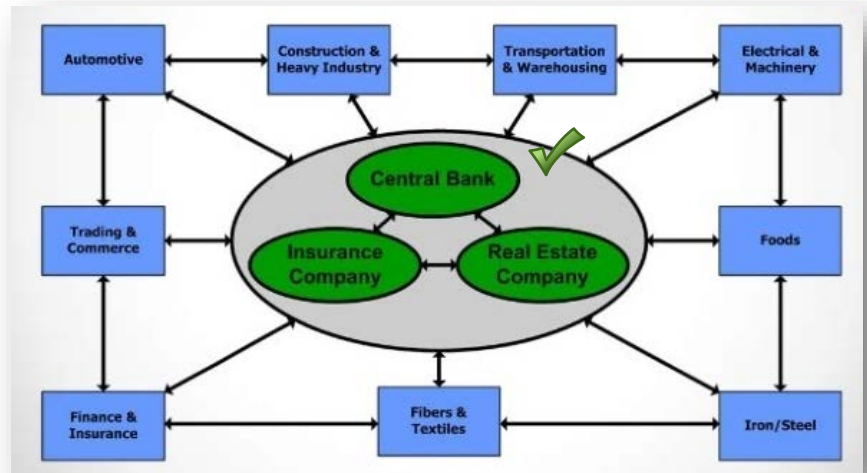 Automotive
Construction &
Heavy Industry
Transportation
& Warehousing
Electrical &
Machinery
Central Bank
Insurance
Company
Real Estate
Company
Trading &
Commerce
Foods
Finance &
Insurance
Fibers &
Textiles
Iron/Steel